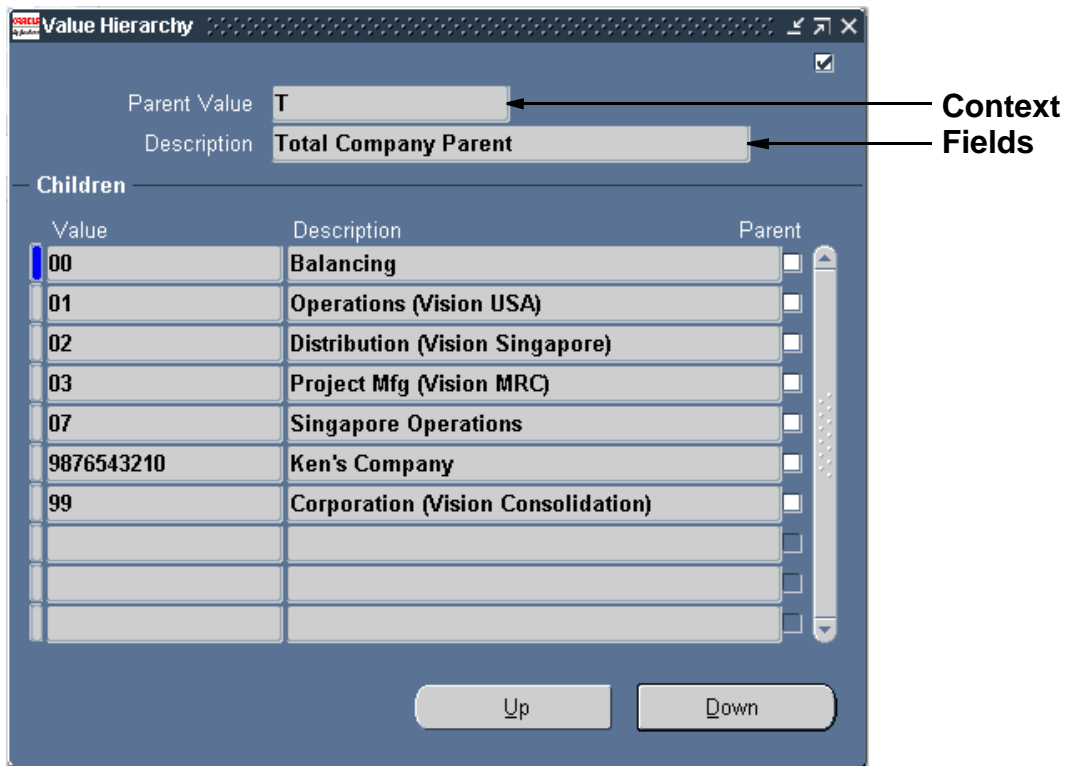 ORACLE
Applications
Value Hierarchy
Parent Value T
Context
Description Total Company Parent
Fields
Children
Value Description Parent
00 Balancing
01 Operations (Vision USA)
02 Distribution (Vision Singapore)
03 Project Mfg (Vision MRC)
07 Singapore Operations
9876543210 Ken's Company
99 Corporation (Vision Consolidation)
Up Down